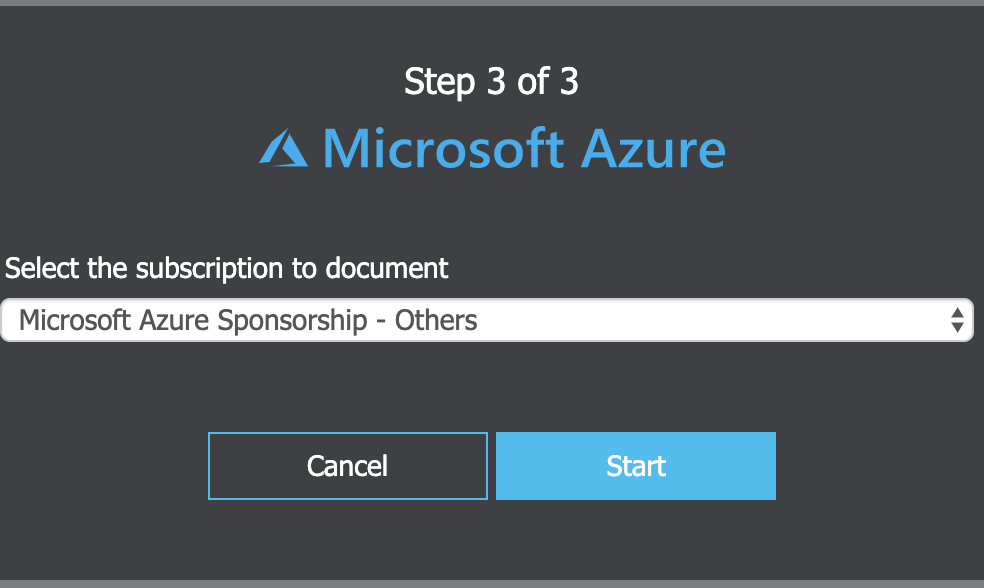 Step 3 of 3
Microsoft Azure
Select the subscription to document
Microsoft Azure Sponsorship - Others
Cancel
Start